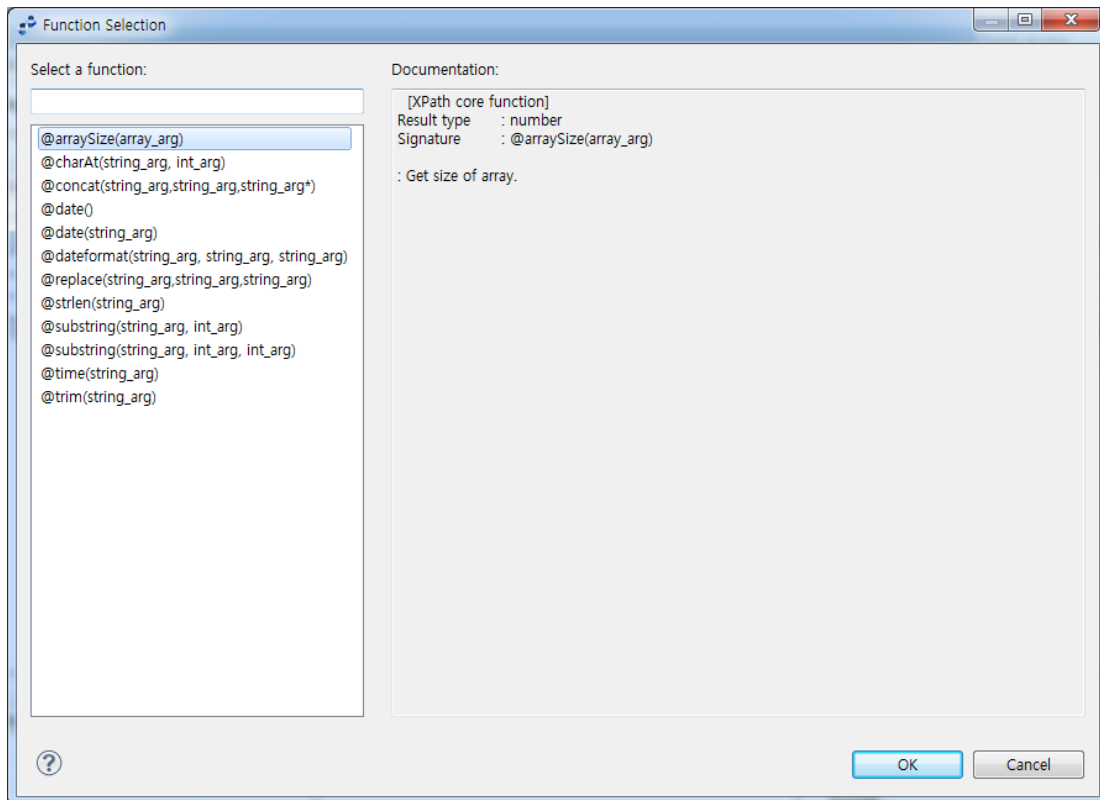 Function Selection
Select a function:
@arraySize(array_arg)
@charAt(string_arg, int_arg)
@concat(string_arg,string_arg,string_arg*)
@date()
@date(string_arg)
@dateformat(string_arg, string_arg, string_arg)
@replace(string_arg,string_arg,string_arg)
@strlen(string_arg)
@substring(string_arg, int_arg)
@substring(string_arg, int_arg, int_arg)
@time(string_arg)
@trim(string_arg)
Documentation:
[XPath core function]
Result type : number
Signature : @arraySize(array_arg)
: Get size of array.
?
OK
Cancel